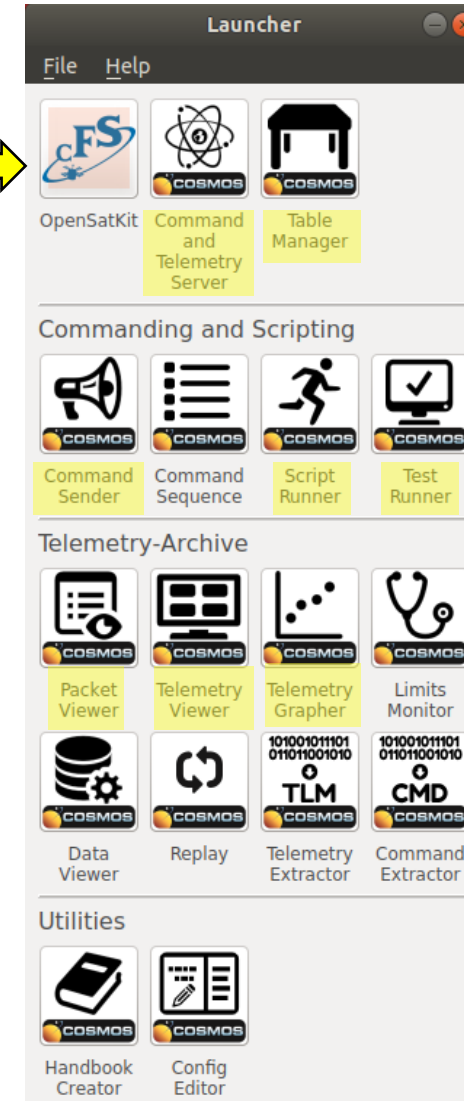 Launcher
File Help
cFS
COSMOS COSMOS
OpenSatKit Command Table
and Manager
Telemetry
Server
Commanding and Scripting
COSMOS COSMOS COSMOS COSMOS
Command Command Script Test
Sender Sequence Runner Runner
Telemetry-Archive
COSMOS COSMOS COSMOS COSMOS
Packet Telemetry Telemetry Limits
Viewer Viewer Grapher Monitor
101001011101 101001011101
011011001010 011011001010
TLM CMD
COSMOS COSMOS COSMOS COSMOS
Data Replay Telemetry Command
Viewer Extractor Extractor
Utilities
COSMOS COSMOS
Handbook Config
Creator Editor